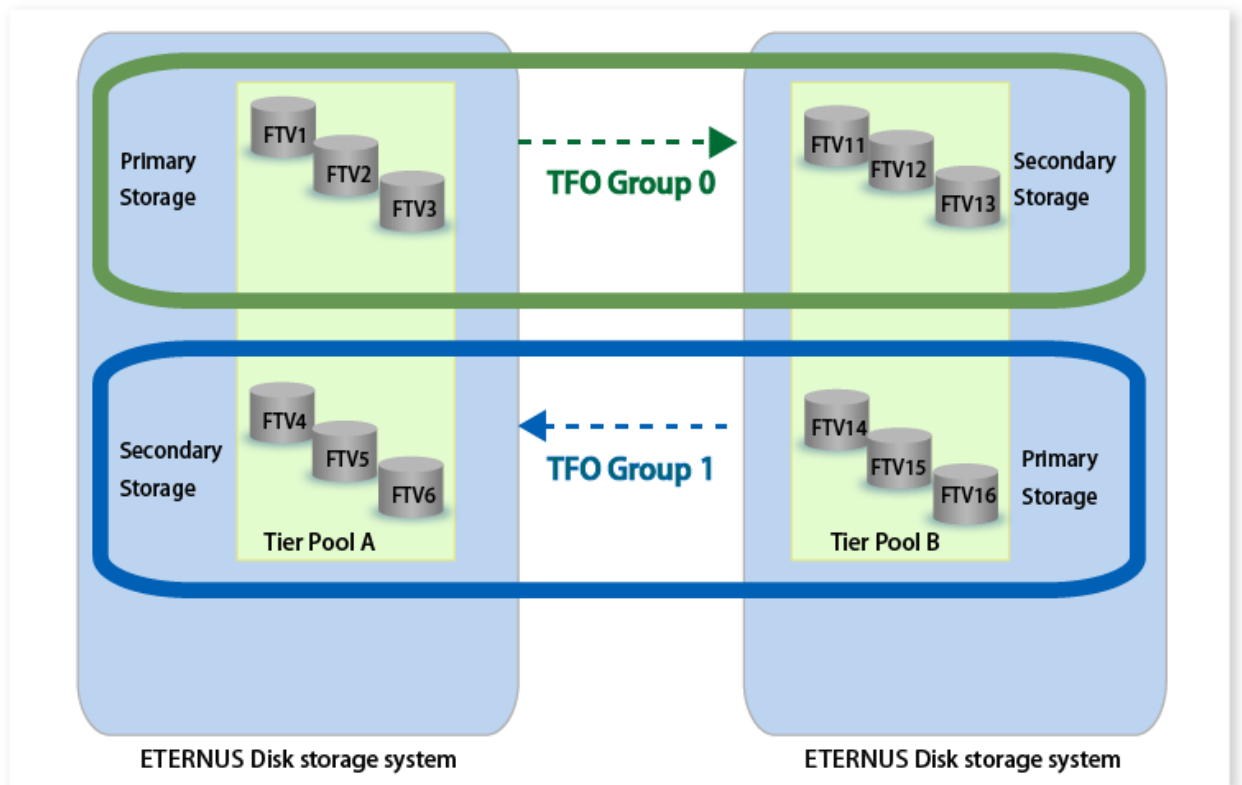 FTV1
FTV2
FTV3
Primary
Storage
TFO Group 0
FTV11
FTV12
FTV13
Secondary
Storage
FTV4
FTV5
FTV6
Secondary
Storage
Tier Pool A
TFO Group 1
FTV14
FTV15
FTV16
Primary
Storage
Tier Pool B
ETERNUS Disk storage system
ETERNUS Disk storage system